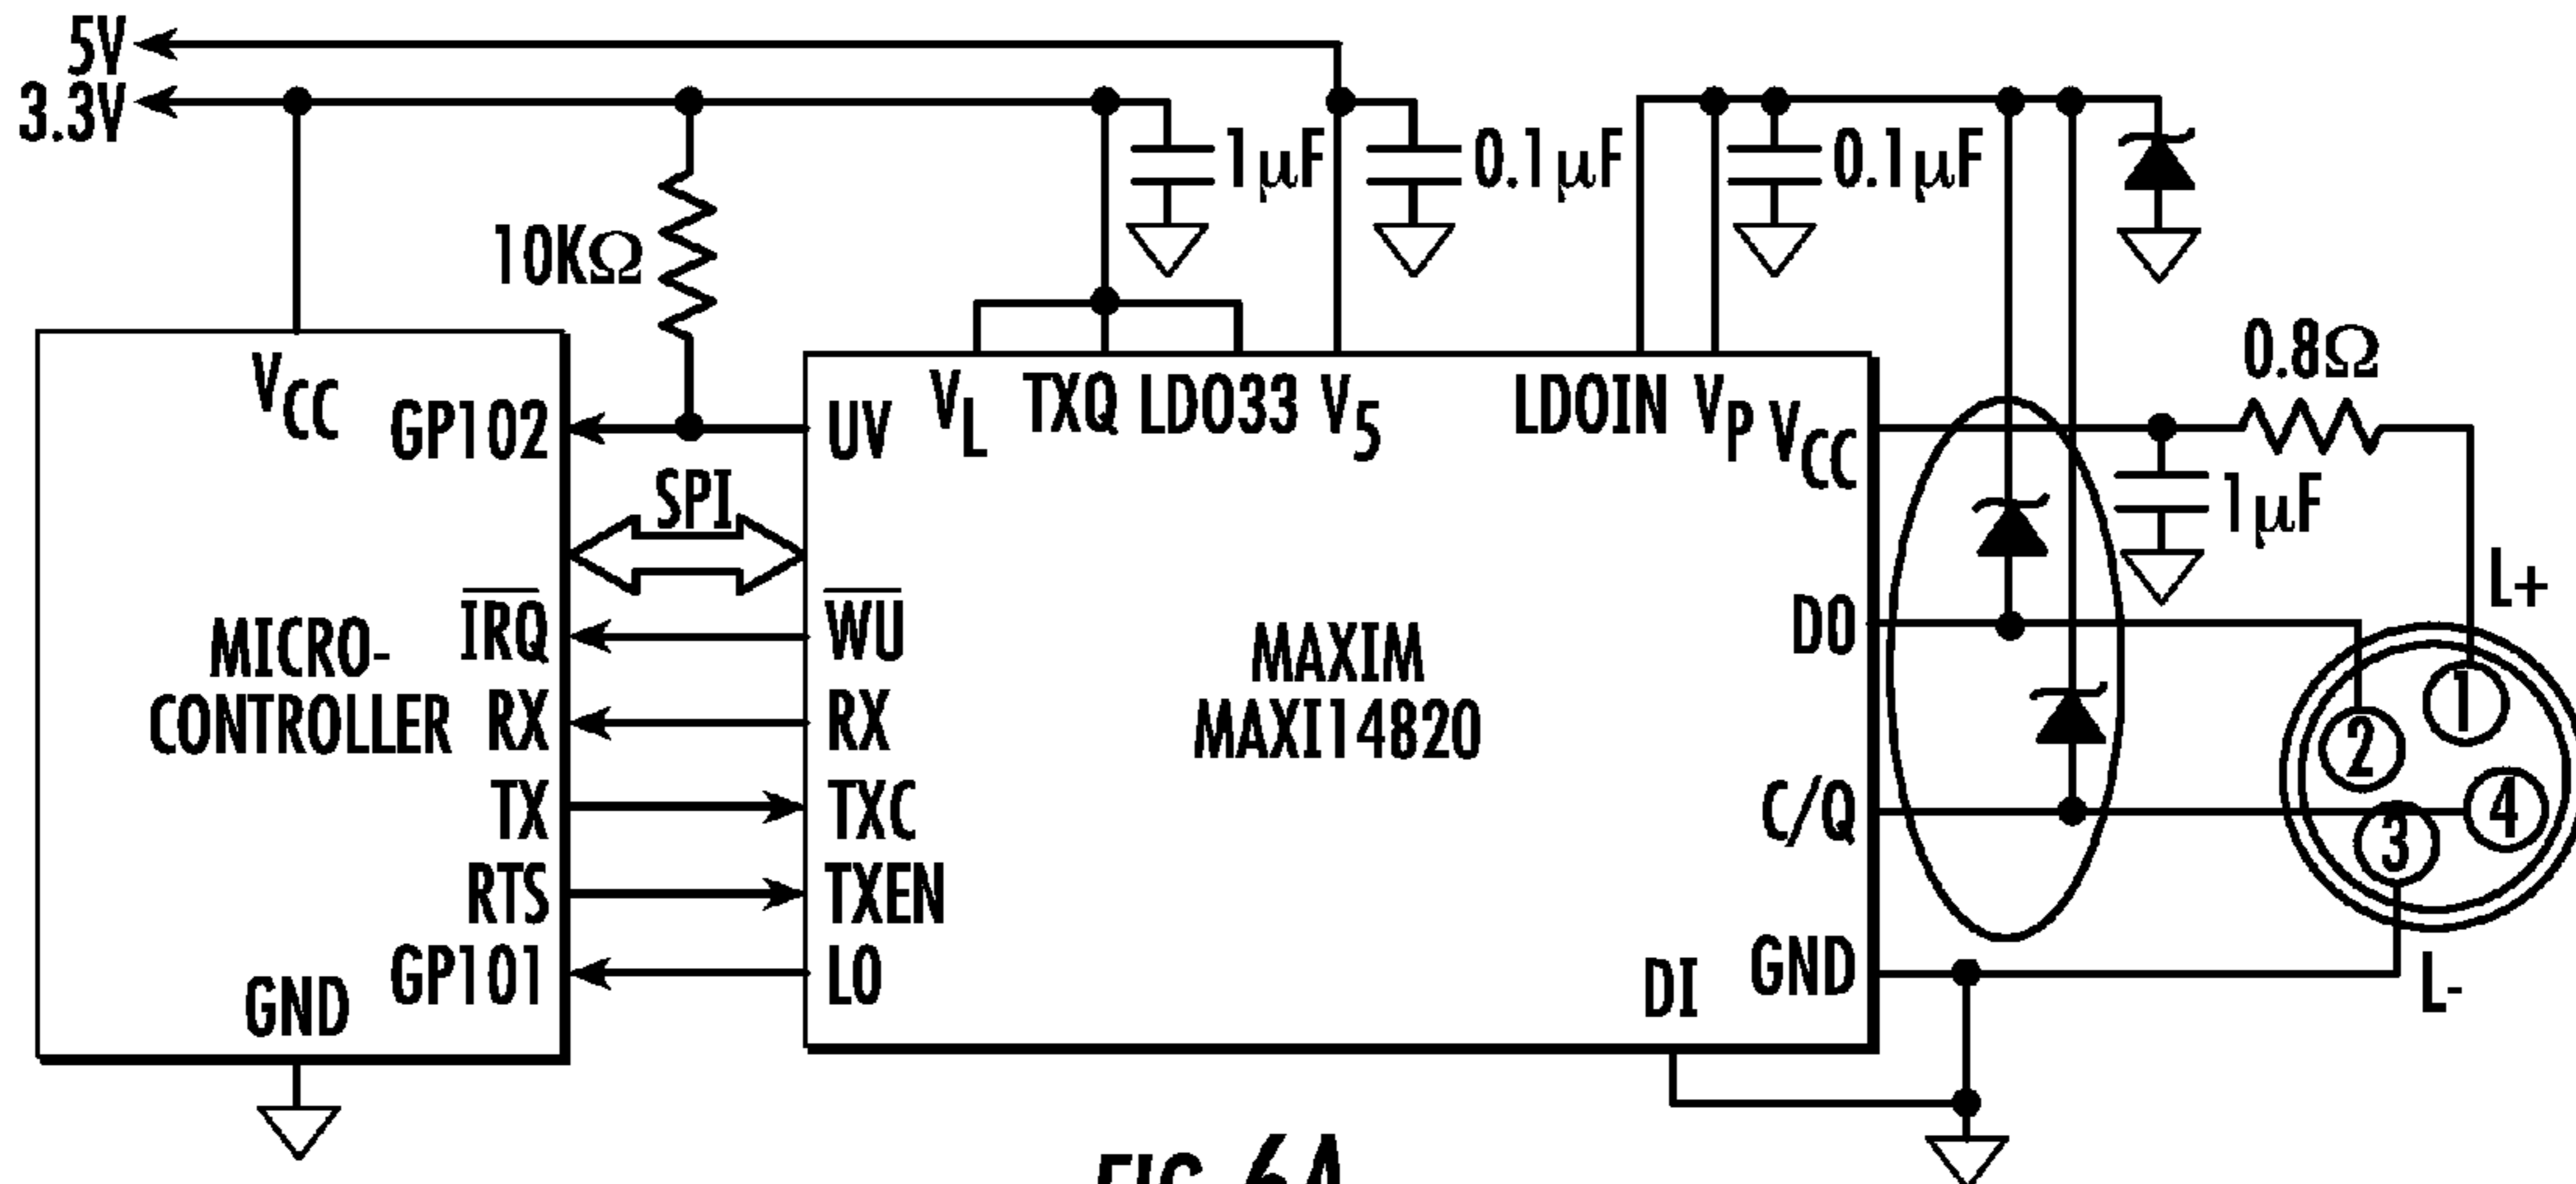 5V
3.3V
1µF
0.1µF
0.1µF
10KΩ
0.8Ω
VCC
GP102
UV
VL
TXQ
LDO33
V5
LDOIN
VP
VCC
SPI
1µF
L+
IRQ
WU
DO
MICRO-
CONTROLLER
MAXIM
MAXI14820
RX
RX
1
2
TX
TXC
C/Q
4
3
RTS
TXEN
GP101
LO
GND
DI
GND
L-
FIG. 6A